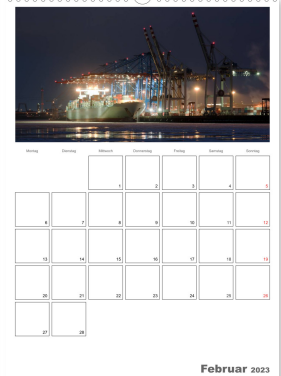 Montag Dienstag Mittwoch Donnerstag Freitag Samstag Sonntag
1 2 3 4 5
6 7 8 9 10 11 12
13 14 15 16 17 18 19
20 21 22 23 24 25 26
27 28
Februar 2023